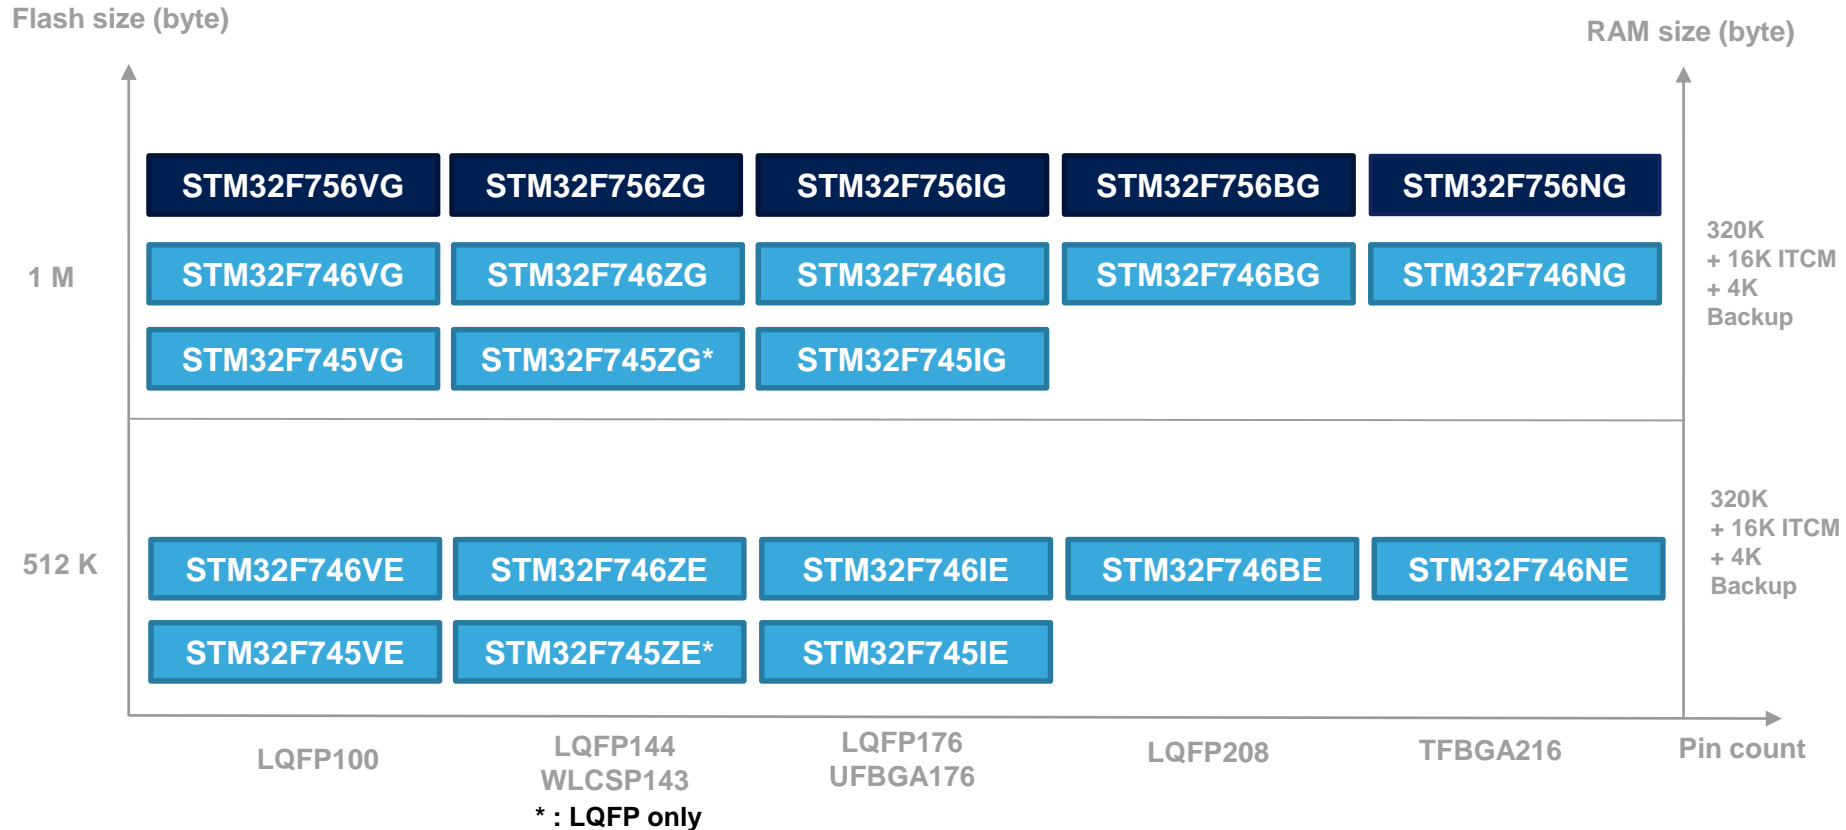 Flash size (byte)
RAM size (byte)
STM32F756VG STM32F756ZG STM32F756IG STM32F756BG STM32F756NG
1 M
STM32F746VG STM32F746ZG STM32F746IG STM32F746BG STM32F746NG
STM32F745VG STM32F745ZG* STM32F745IG
320K
+ 16K ITCM
+ 4K
Backup
512 K
STM32F746VE STM32F746ZE STM32F746IE STM32F746BE STM32F746NE
STM32F745VE STM32F745ZE* STM32F745IE
320K
+ 16K ITCM
+ 4K
Backup
LQFP100
LQFP144
WLCSP143
* : LQFP only
LQFP176
UFBGA176
LQFP208
TFBGA216
Pin count